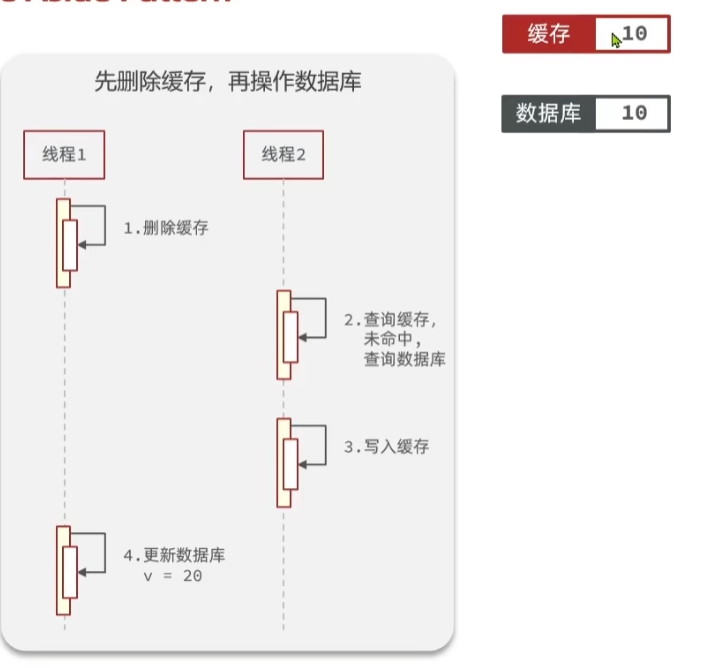 Aside Pattern
缓存 10
数据库 10
先删除缓存，再操作数据库
线程1
线程2
1.删除缓存
2.查询缓存，
未命中，
查询数据库
3.写入缓存
4.更新数据库
v = 20